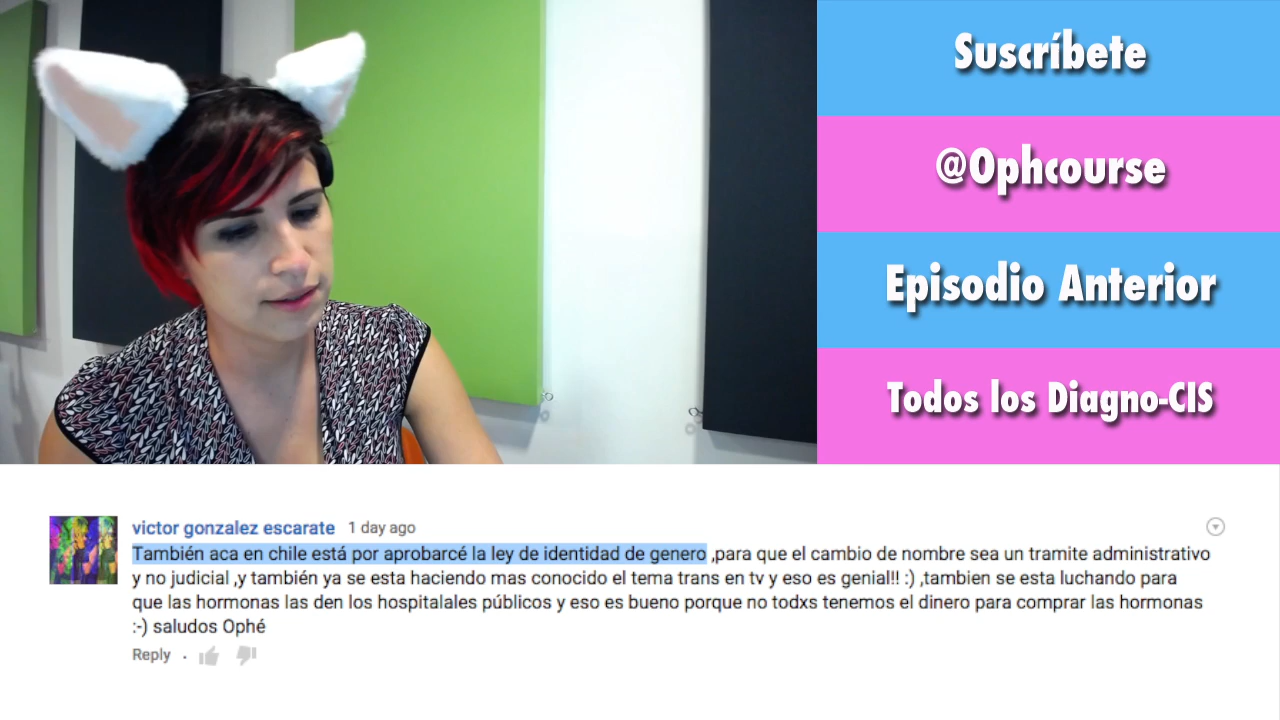 Suscríbete
@Ophcourse
Episodio Anterior
Todos los Diagno-CIS
victor gonzalez escarate 1 day ago
También aca en chile está por aprobarcé la ley de identidad de genero ,para que el cambio de nombre sea un tramite administrativo
y no judicial ,y también ya se esta haciendo mas conocido el tema trans en tv y eso es genial!! :) ,tambien se esta luchando para
que las hormonas las den los hospitalales públicos y eso es bueno porque no todxs tenemos el dinero para comprar las hormonas
:-) saludos Ophé
Reply ·